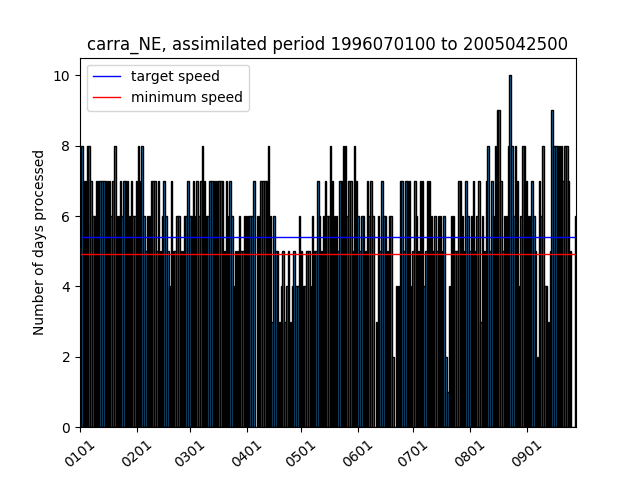 carra_NE, assimilated period 1996070100 to 2005042500
target speed
minimum speed
Number of days processed
10
8
6
4
2
0
0101 0201 0301 0401 0501 0601 0701 0801 0901